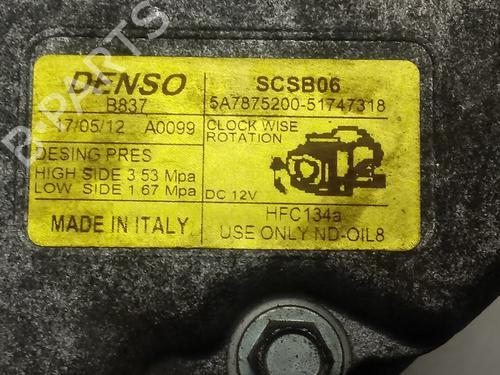 DENSO
B837
17/05/12 A0099
DESING PRES
HIGH SIDE 3.53 Mpa
LOW SIDE 1.67 Mpa
MADE IN ITALY
SCSB06
5A7875200-51747318
CLOCK WISE
ROTATION
DC 12V
HFC134a
USE ONLY ND-OIL8
B-PARTS